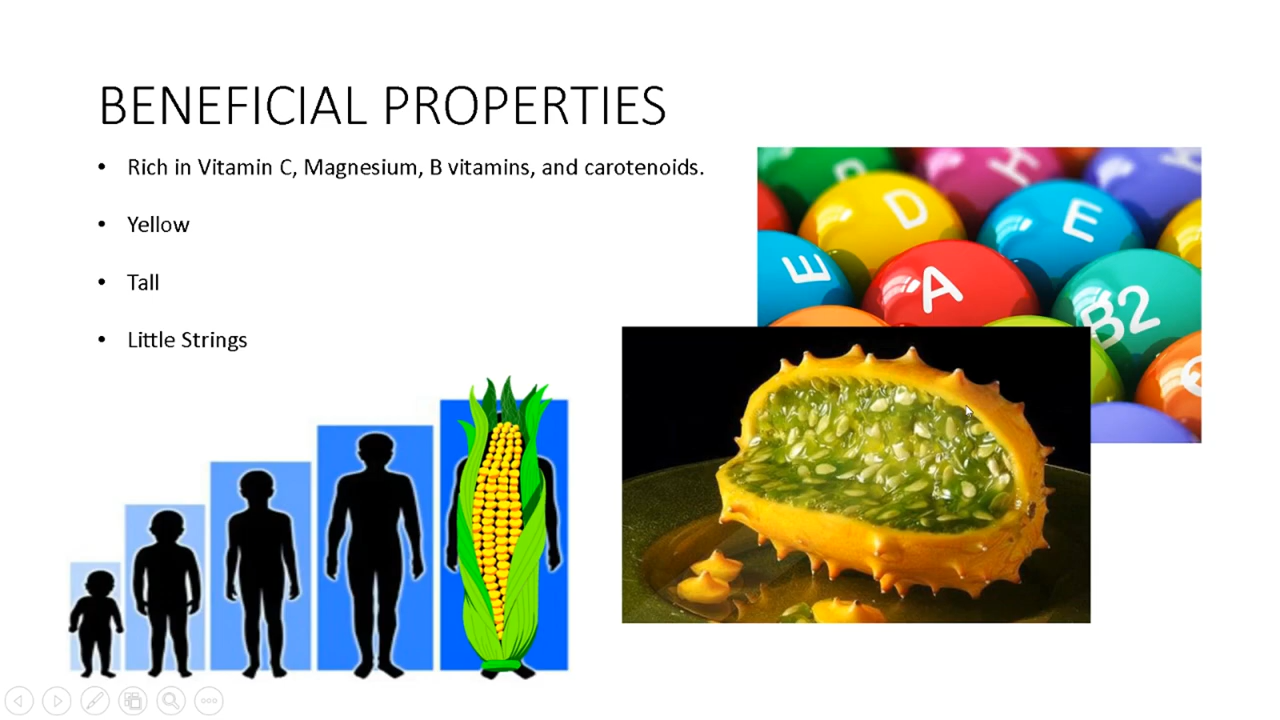 BENEFICIAL PROPERTIES
• Rich in Vitamin C, Magnesium, B vitamins, and carotenoids.
• Yellow
• Tall
• Little Strings
D
E
E
A
B2